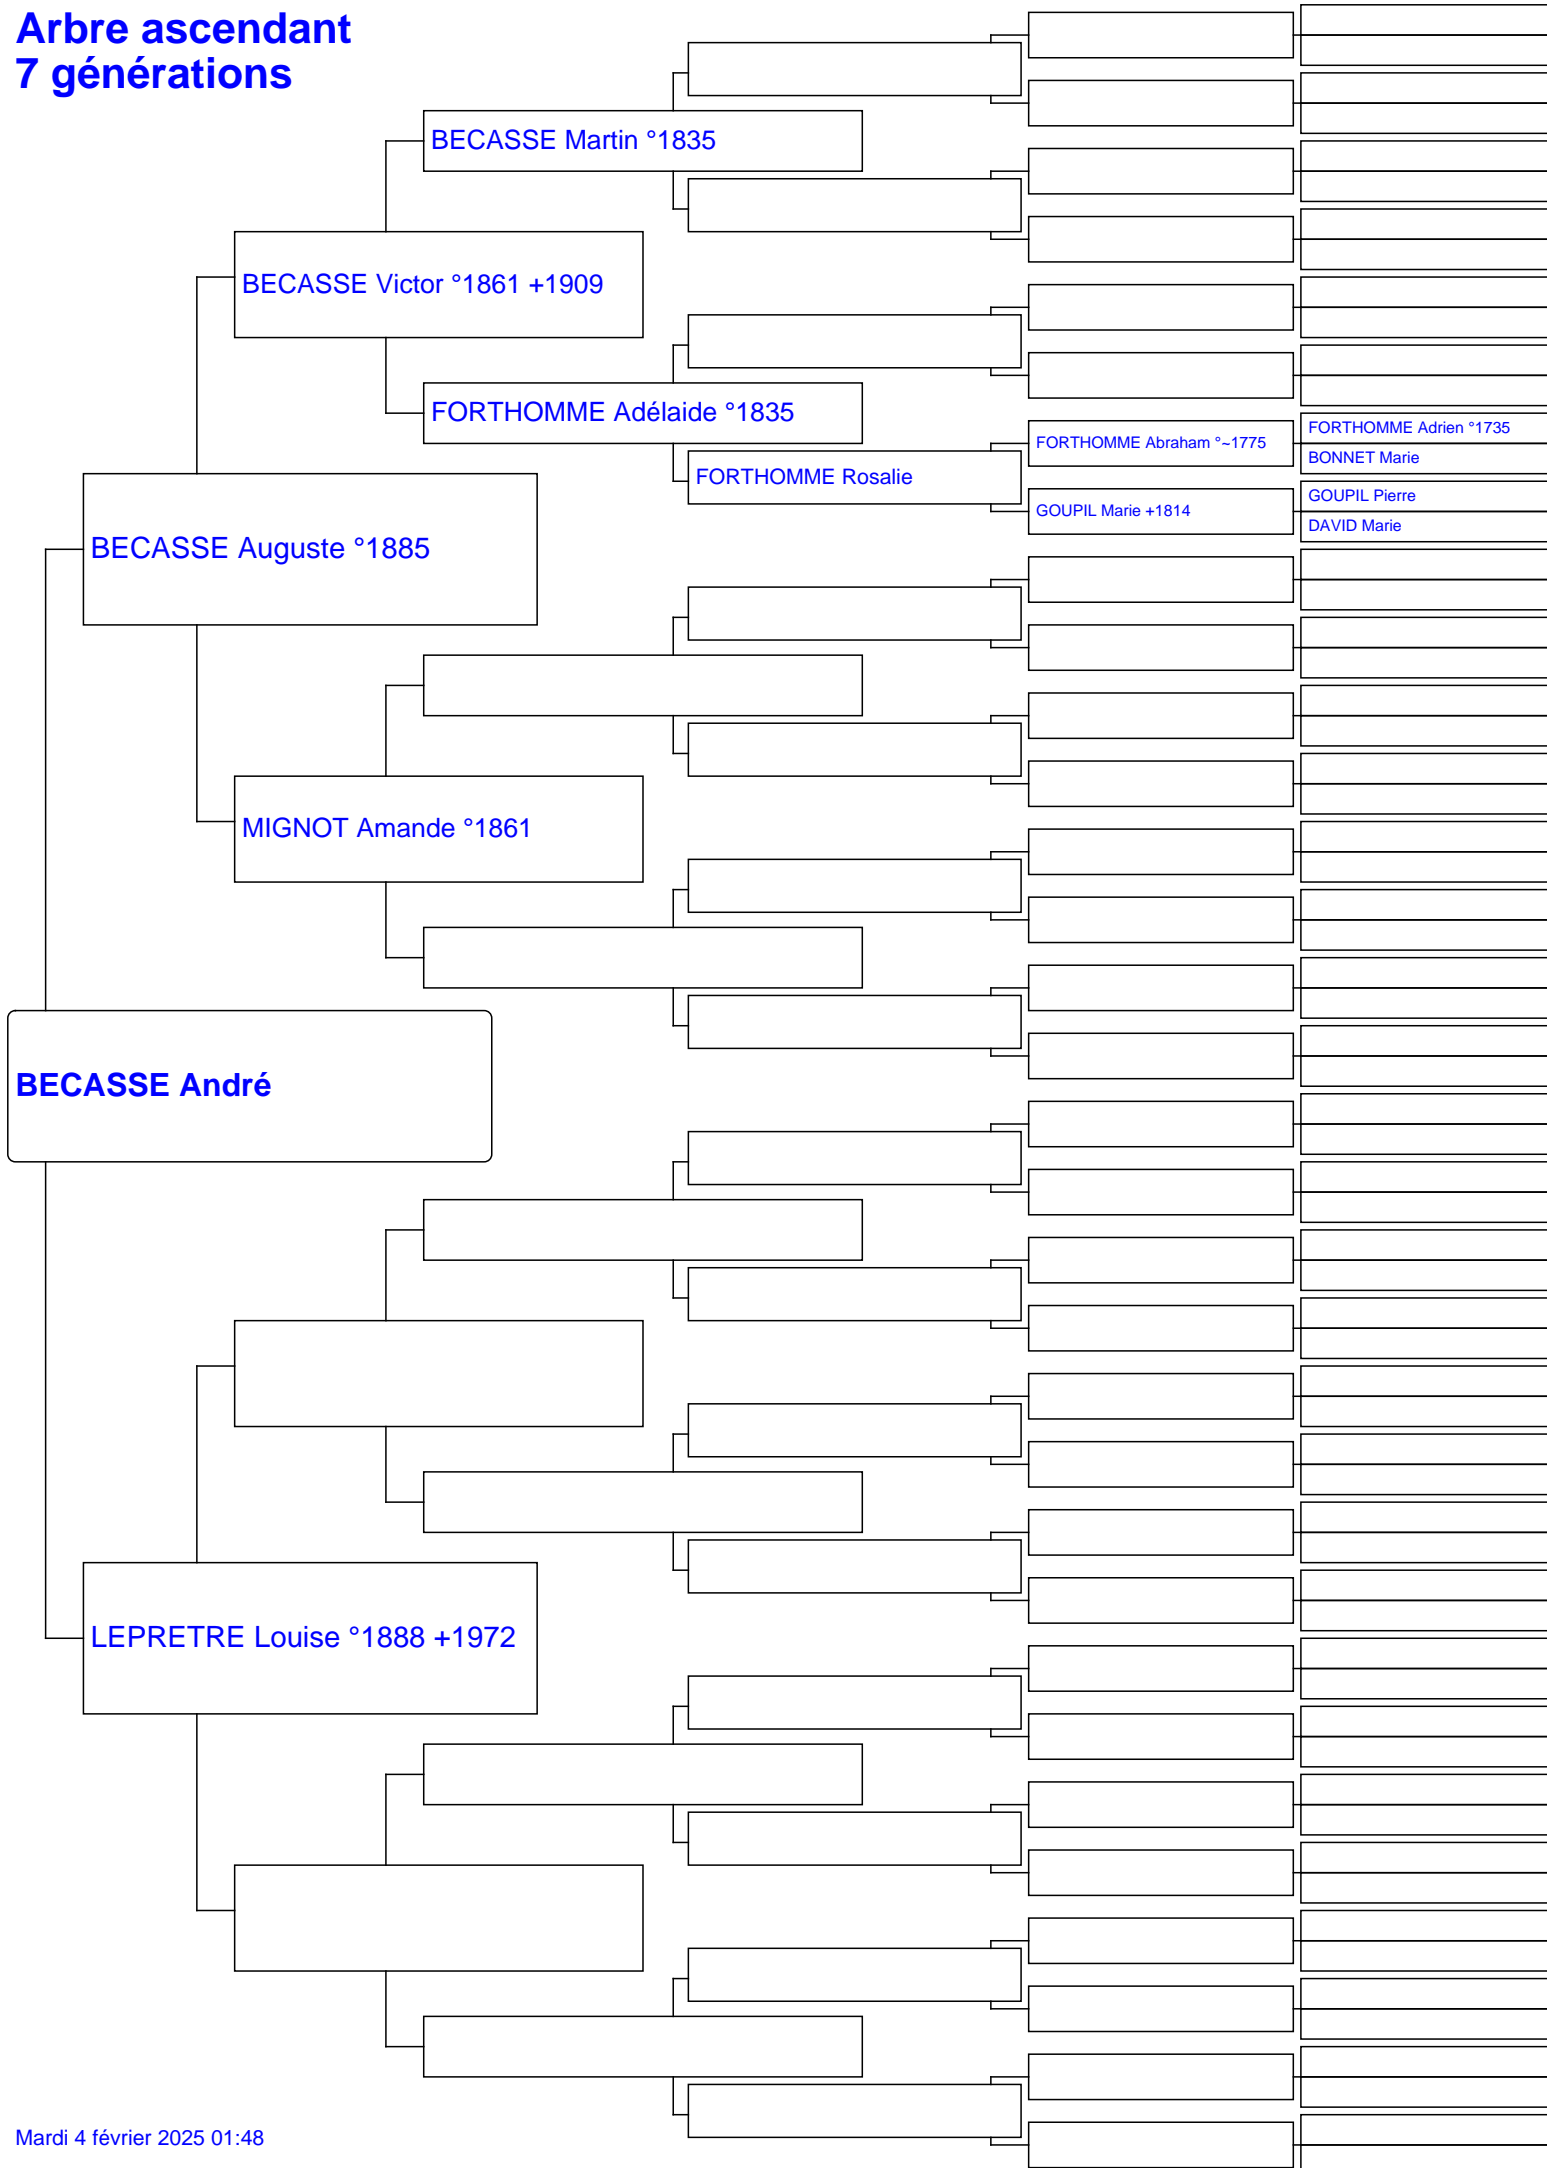 Arbre ascendant
7 générations
BECASSE Martin °1835
BECASSE Victor °1861 +1909
FORTHOMME Adélaide °1835
FORTHOMME Rosalie
FORTHOMME Abraham °~1775
FORTHOMME Adrien °1735
BONNET Marie
GOUPIL Marie +1814
GOUPIL Pierre
DAVID Marie
BECASSE Auguste °1885
MIGNOT Amande °1861
BECASSE André
LEPRETRE Louise °1888 +1972
Mardi 4 février 2025 01:48